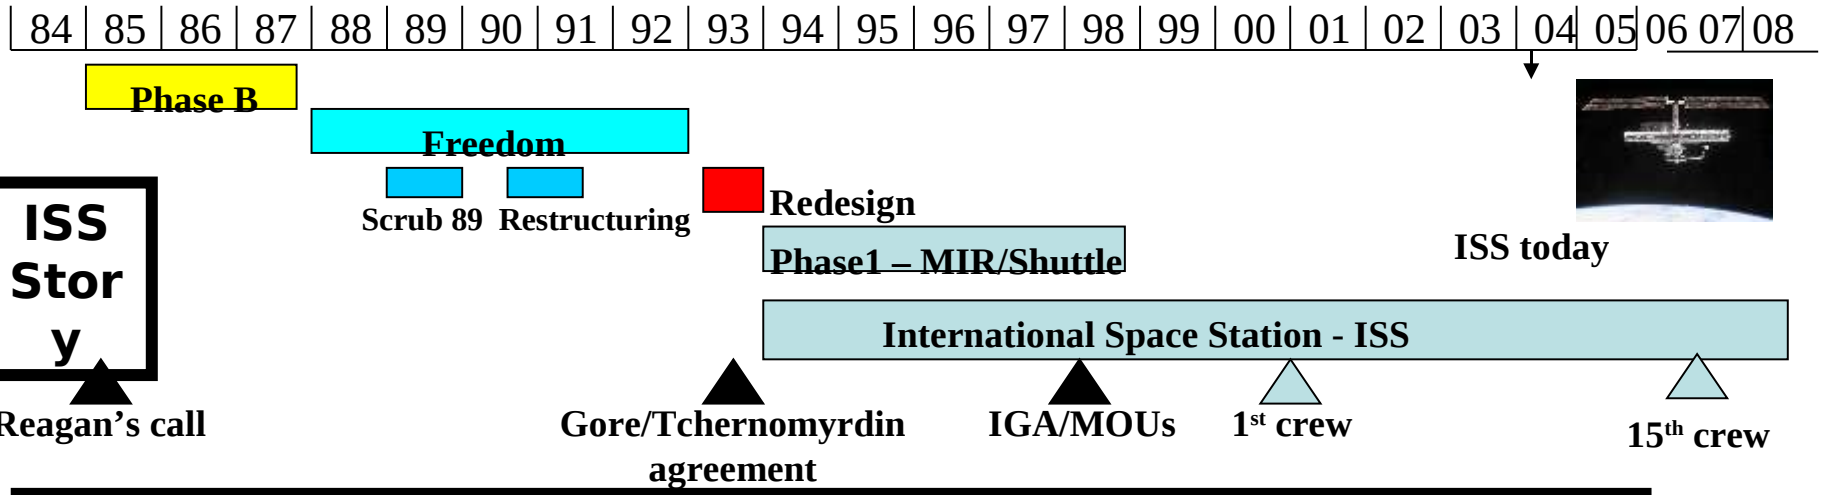 84 85 86 87 88 89 90 91 92 93 94 95 96 97 98 99 00 01 02 03 04 05 06 07 08
Phase B
Freedom
Scrub 89 Restructuring
Redesign
Phase1 – MIR/Shuttle
ISS today
ISS
Stor
y
International Space Station - ISS
Reagan’s call
Gore/Tchernomyrdin
agreement
IGA/MOUs
1st crew
15th crew